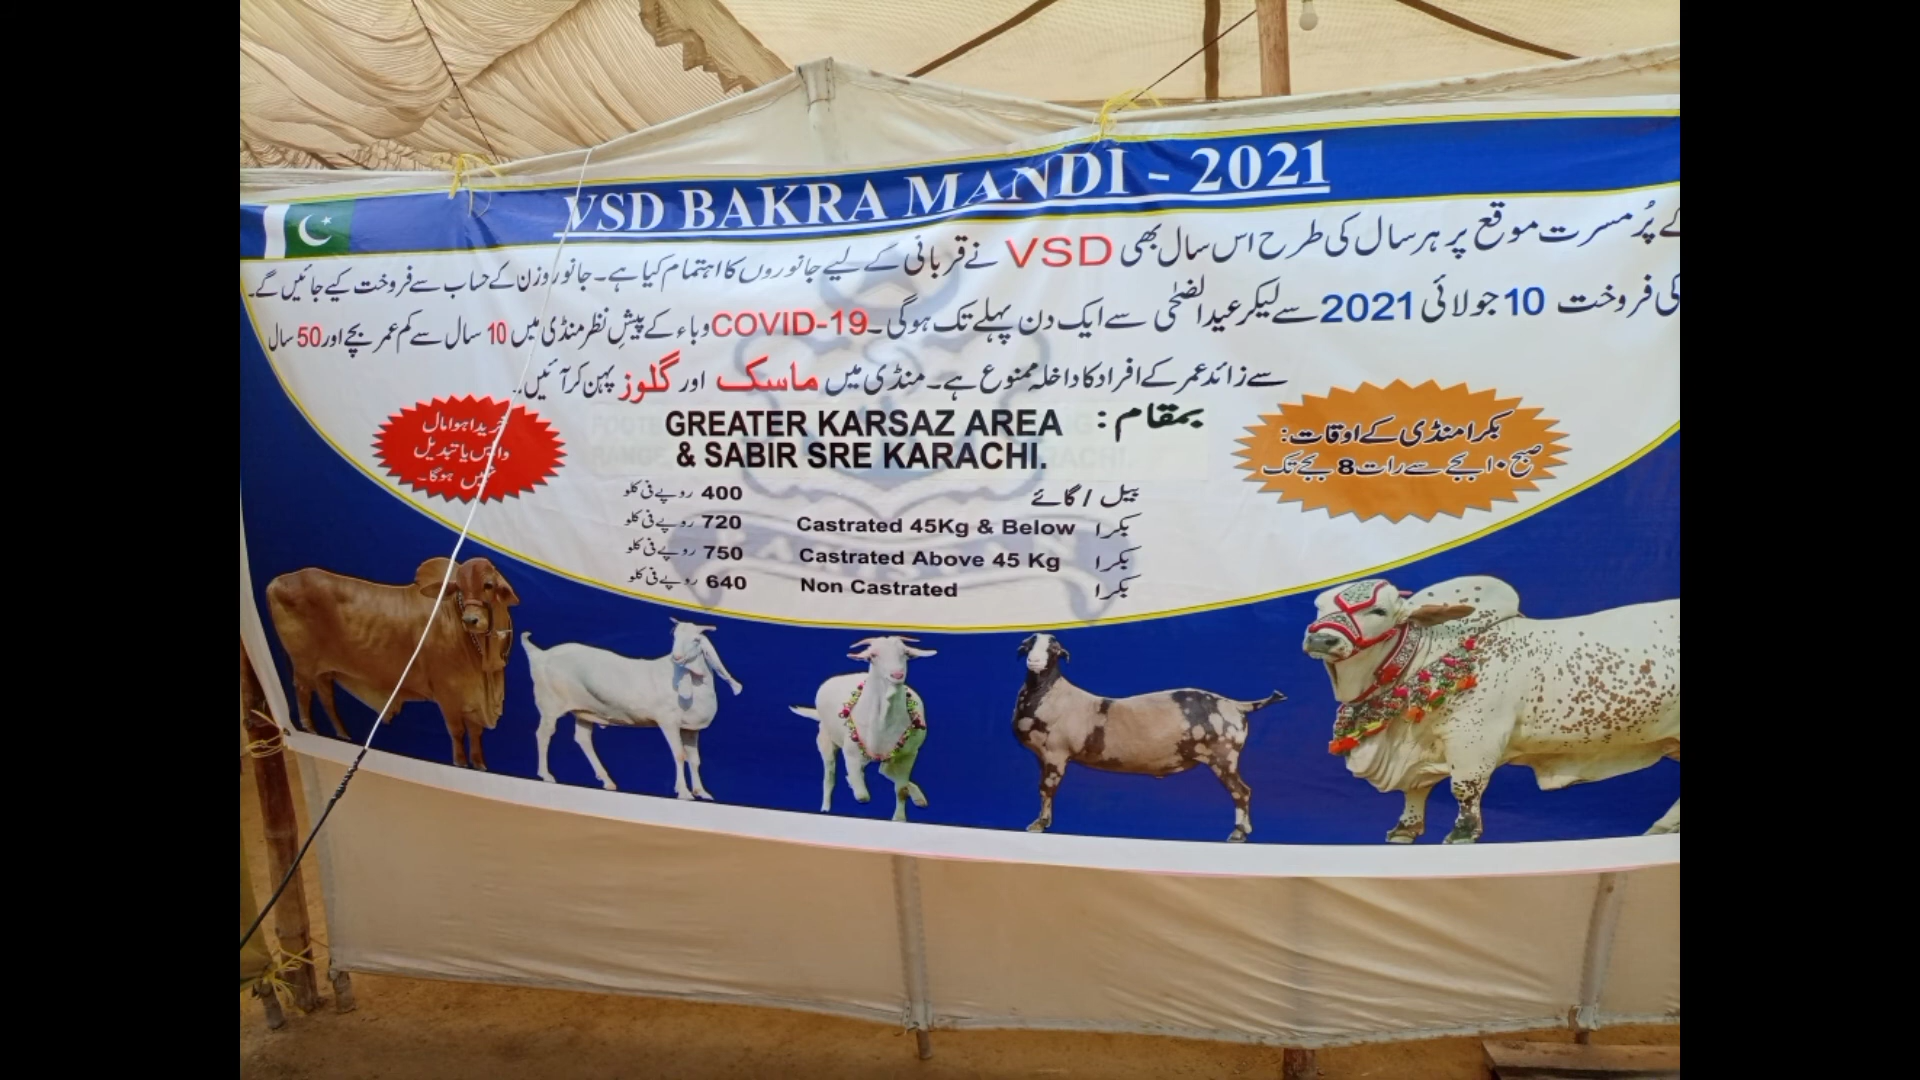 VSD BAKRA MANDI - 2021
کے پُر مسرت موقع پر ہر سال کی طرح اس سال بھی VSD نے قربانی کے لیے جانوروں کا اہتمام کیا ہے۔ جانور وزن کے حساب سے فروخت کیے جائیں گے۔
کی فروخت 10 جولائی 2021 سے لیکر عیدالضحٰی سے ایک دن پہلے تک ہوگی۔ COVID-19 وباء کے پیشِ نظر منڈی میں 10 سال سے کم عمر بچے اور 50 سال
سے زائد عمر کے افراد کا داخلہ ممنوع ہے۔ منڈی میں ماسک اور گلوز پہن کر آئیں..
بمقام: GREATER KARSAZ AREA
& SABIR SRE KARACHI.
بکرا منڈی کے اوقات:
صبح ۱۰ بجے سے رات 8 بجے تک
خریدا ہوا مال
واپس یا تبدیل
نہیں ہوگا۔
بیل / گائے 400 روپے فی کلو
بکرا Castrated 45Kg & Below 720 روپے فی کلو
بکرا Castrated Above 45 Kg 750 روپے فی کلو
بکرا Non Castrated 640 روپے فی کلو